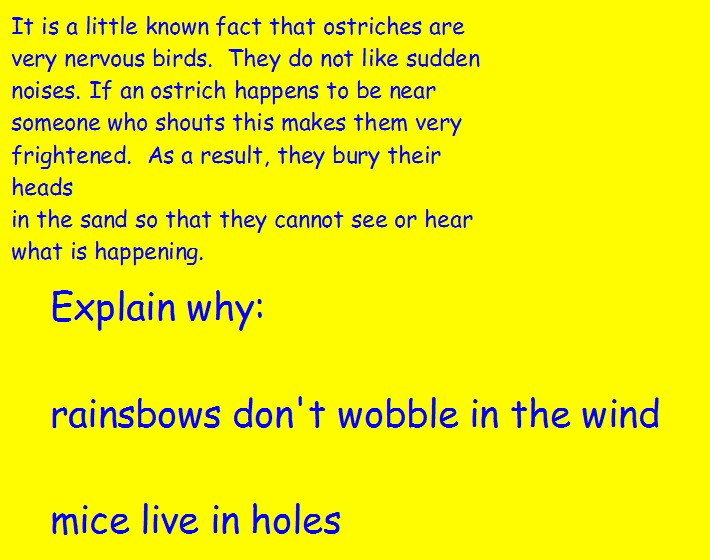 It is a little known fact that ostriches are
very nervous birds.  They do not like sudden
noises. If an ostrich happens to be near
someone who shouts this makes them very
frightened.  As a result, they bury their
heads
in the sand so that they cannot see or hear
what is happening.
Explain why:
rainsbows don't wobble in the wind
mice live in holes